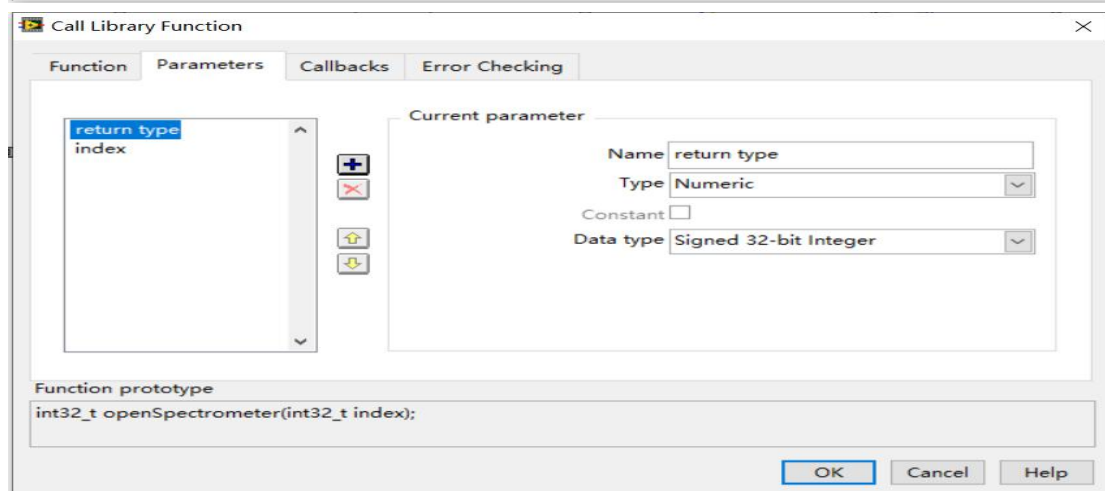 Call Library Function
Function Parameters Callbacks Error Checking
return type
index
Current parameter
Name return type
Type Numeric
Constant
Data type Signed 32-bit Integer
Function prototype
int32_t openSpectrometer(int32_t index);
OK Cancel Help